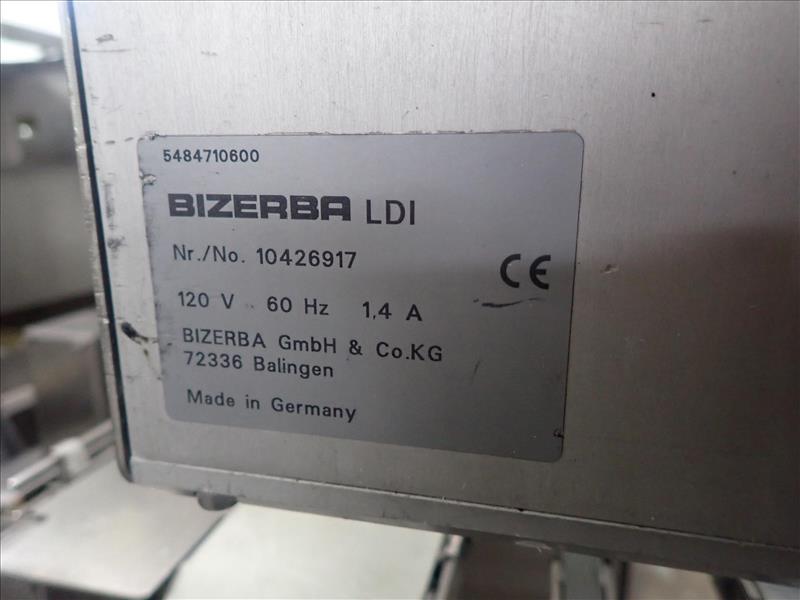 5484710600
BIZERBA LDI
Nr./No. 10426917
CE
120 V 60 Hz 1,4 A
BIZERBA GmbH & Co.KG
72336 Balingen
Made in Germany